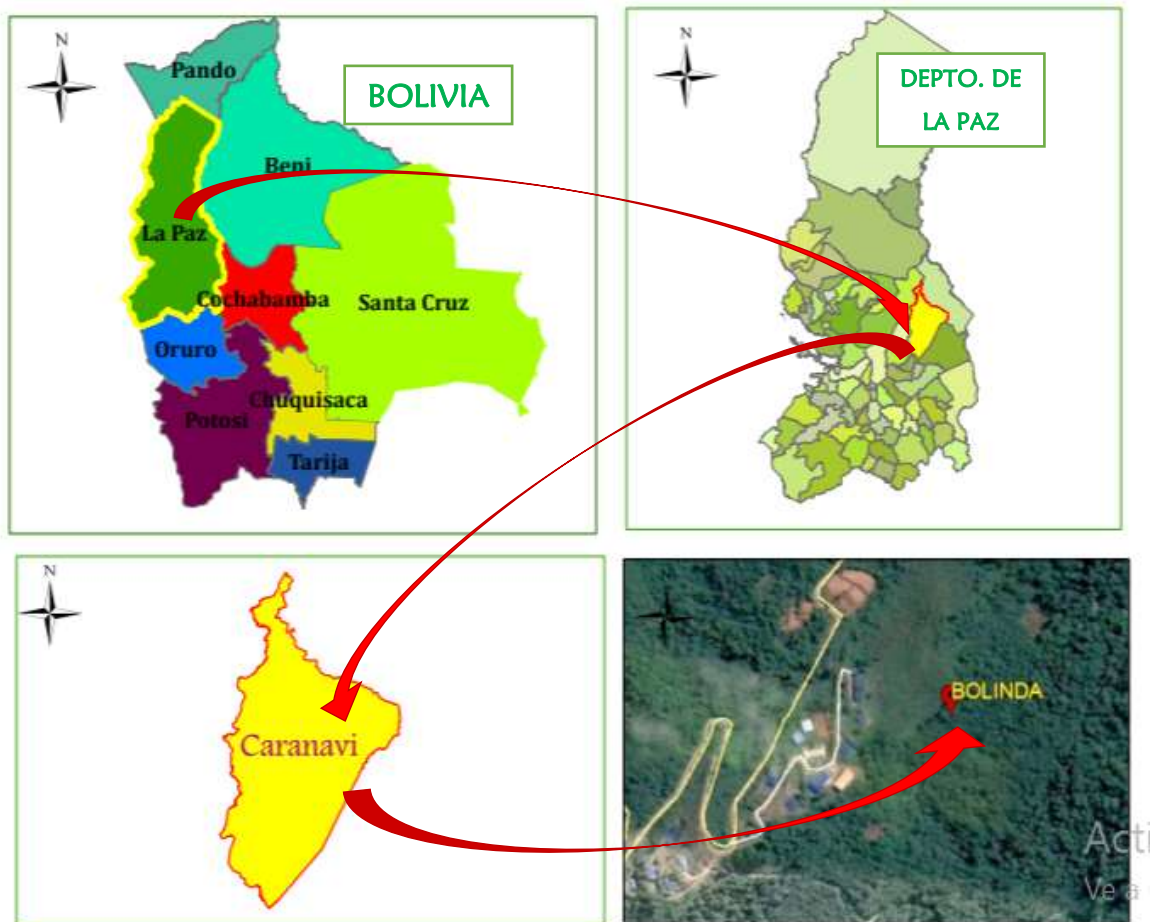 N
Pando
BOLIVIA
Beni
La Paz
Cochabamba
Santa Cruz
Oruro
Chuquisaca
Potosi
Tarija
N
DEPTO. DE
LA PAZ
N
Caranavi
BOLINDA
Acti
Ve a